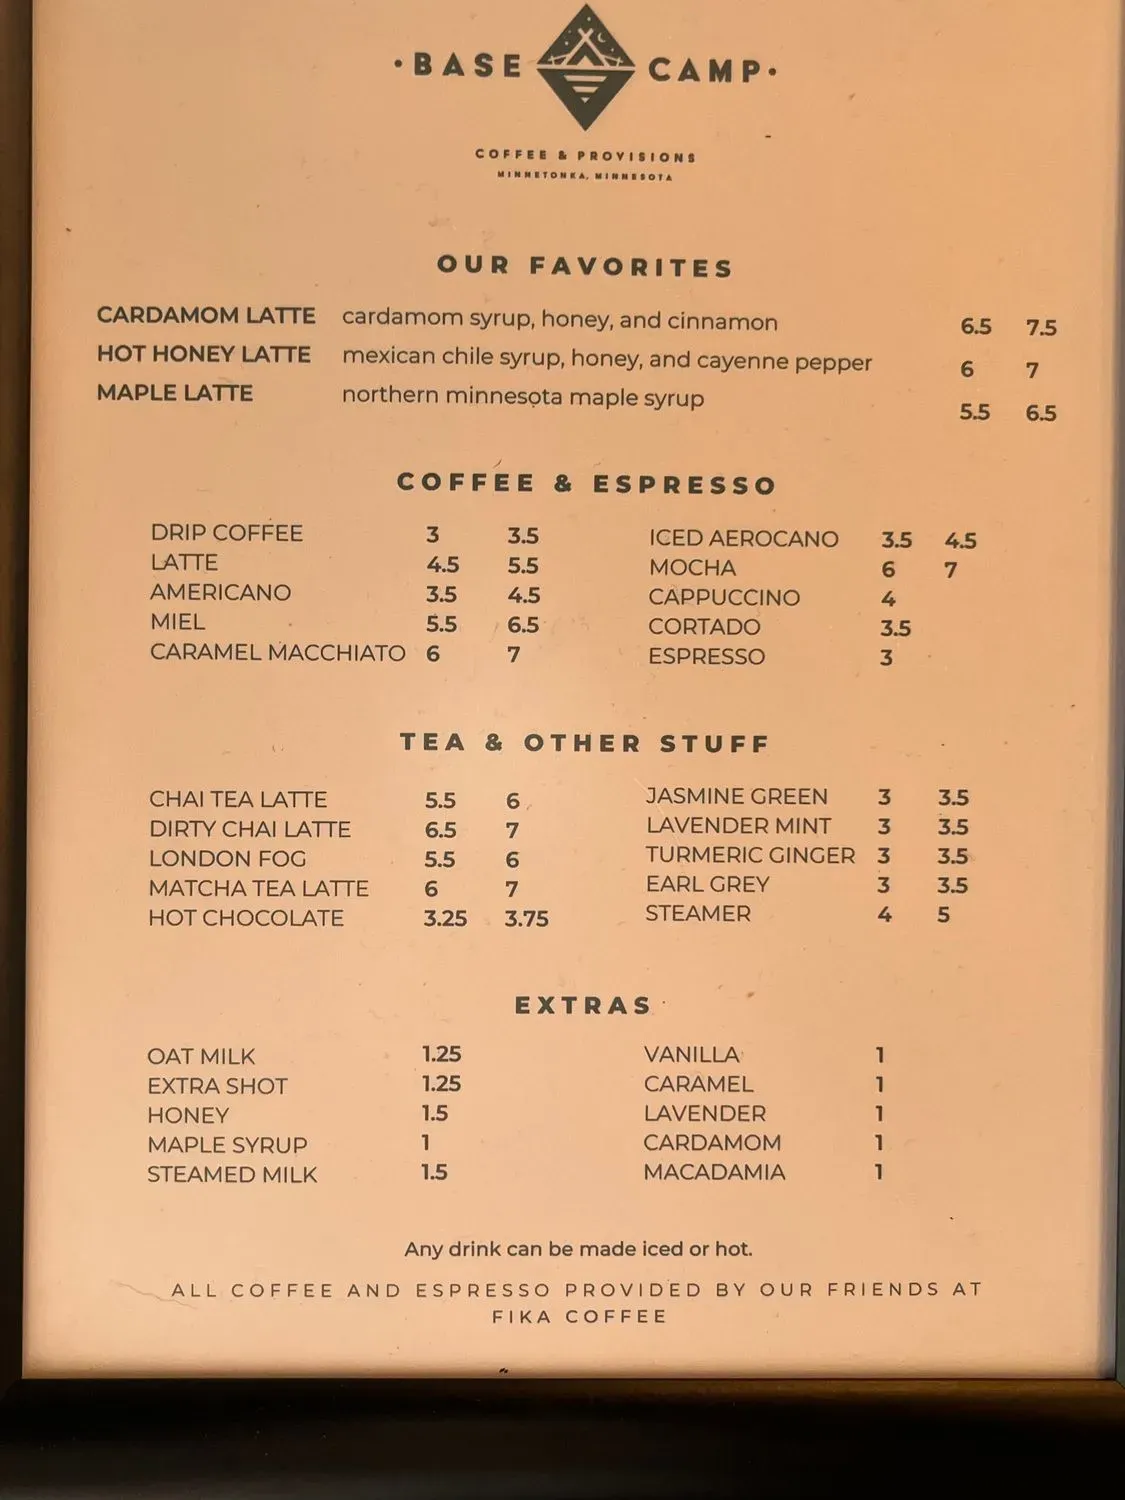 ·BASE CAMP·
COFFEE & PROVISIONS
MINNETONKA, MINNESOTA
OUR FAVORITES
CARDAMOM LATTE cardamom syrup, honey, and cinnamon 6.5 7.5
HOT HONEY LATTE mexican chile syrup, honey, and cayenne pepper 6 7
MAPLE LATTE northern minnesota maple syrup 5.5 6.5
COFFEE & ESPRESSO
DRIP COFFEE 3 3.5
LATTE 4.5 5.5
AMERICANO 3.5 4.5
MIEL 5.5 6.5
CARAMEL MACCHIATO 6 7
ICED AEROCANO 3.5 4.5
MOCHA 6 7
CAPPUCCINO 4
CORTADO 3.5
ESPRESSO 3
TEA & OTHER STUFF
CHAI TEA LATTE 5.5 6
DIRTY CHAI LATTE 6.5 7
LONDON FOG 5.5 6
MATCHA TEA LATTE 6 7
HOT CHOCOLATE 3.25 3.75
JASMINE GREEN 3 3.5
LAVENDER MINT 3 3.5
TURMERIC GINGER 3 3.5
EARL GREY 3 3.5
STEAMER 4 5
EXTRAS
OAT MILK 1.25
EXTRA SHOT 1.25
HONEY 1.5
MAPLE SYRUP 1
STEAMED MILK 1.5
VANILLA 1
CARAMEL 1
LAVENDER 1
CARDAMOM 1
MACADAMIA 1
Any drink can be made iced or hot.
ALL COFFEE AND ESPRESSO PROVIDED BY OUR FRIENDS AT
FIKA COFFEE